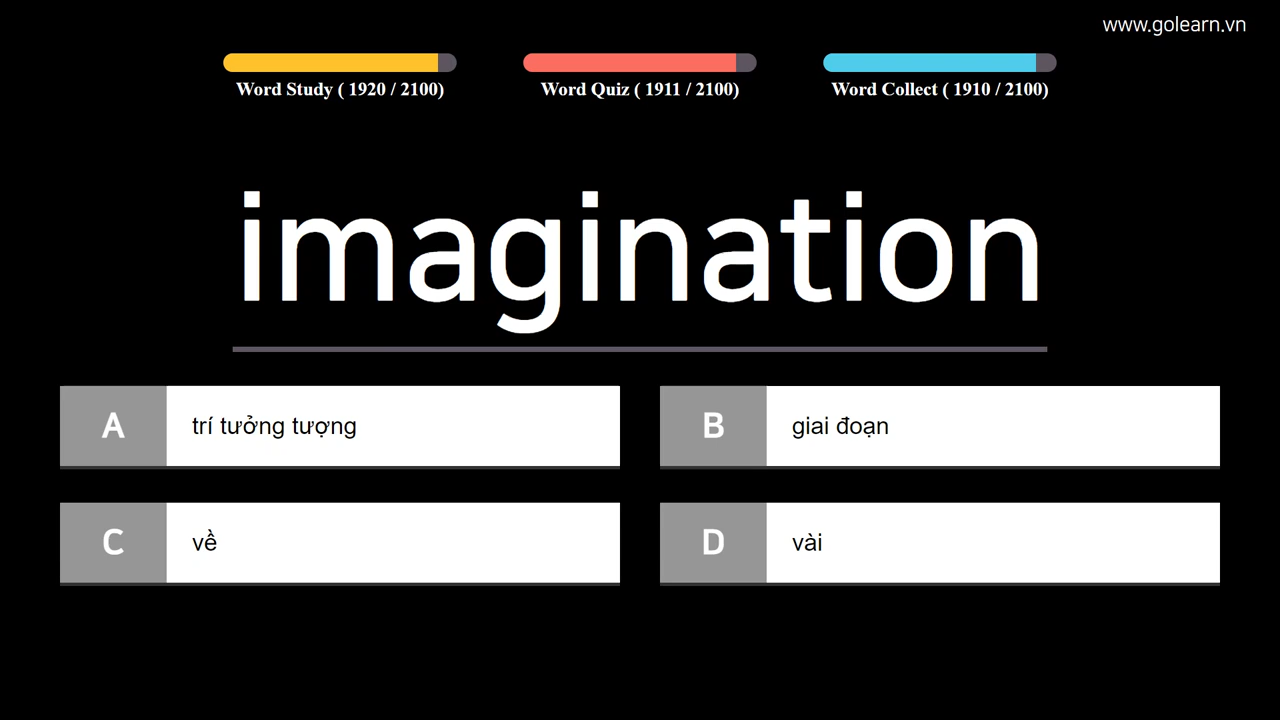 www.golearn.vn
Word Study ( 1920 / 2100)
Word Quiz ( 1911 / 2100)
Word Collect ( 1910 / 2100)
imagination
A trí tưởng tượng
B giai đoạn
C về
D vài